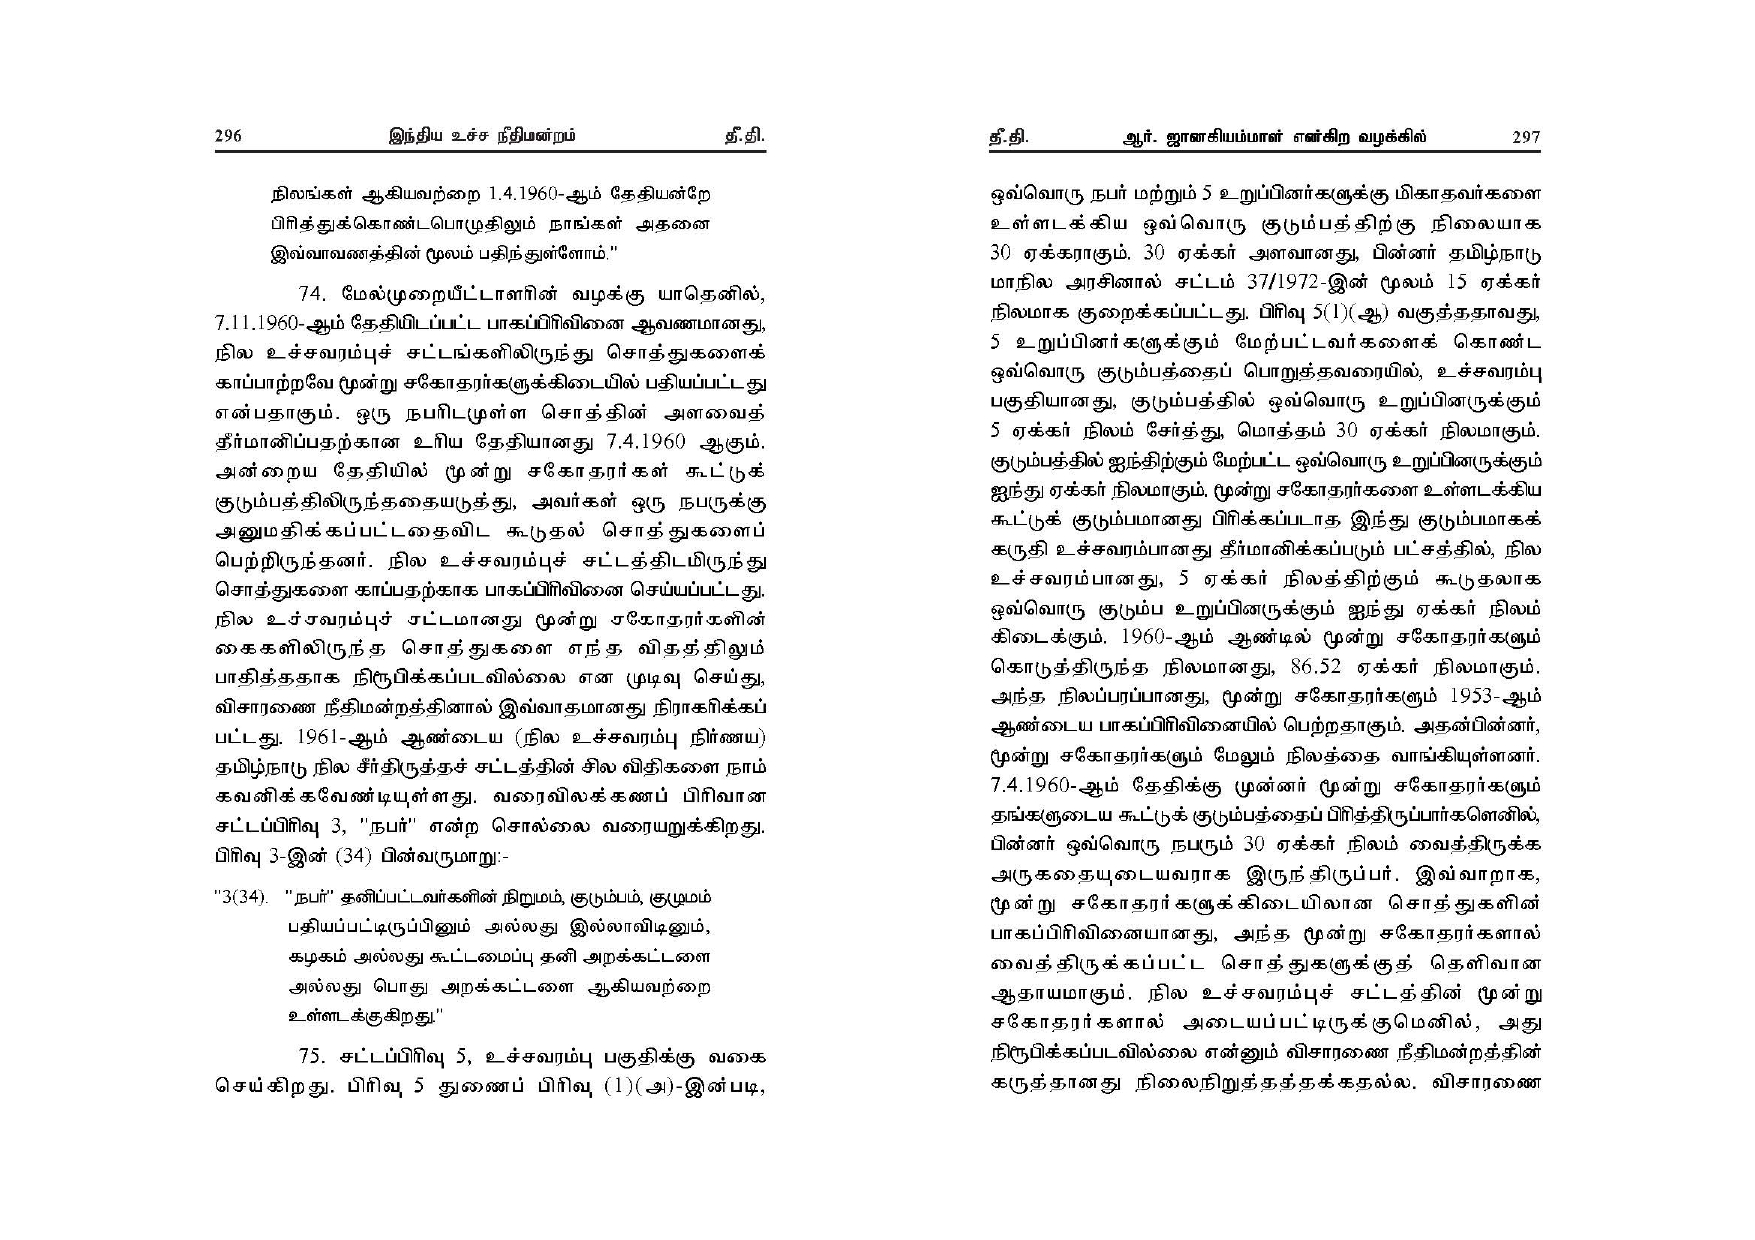 296 இந்திய உச்ச நீதிமன்றம் தீ.தி.
நிலங்கள் ஆகியவற்றை 1.4.1960-ஆம் தேதியன்றே
பிரித்துக்கொண்டபொழுதிலும் நாங்கள் அதனை
இவ்வாவணத்தின் மூலம் பதிந்துள்ளோம்."
74. மேல்முறையீட்டாளரின் வழக்கு யாதெனில்,
7.11.1960-ஆம் தேதியிடப்பட்ட பாகப்பிரிவினை ஆவணமானது,
நில உச்சவரம்புச் சட்டங்களிலிருந்து சொத்துகளைக்
காப்பாற்றவே மூன்று சகோதரர்களுக்கிடையில் பதியப்பட்டது
என்பதாகும். ஒரு நபரிடமுள்ள சொத்தின் அளவைத்
தீர்மானிப்பதற்கான உரிய தேதியானது 7.4.1960 ஆகும்.
அன்றைய தேதியில் மூன்று சகோதரர்கள் கூட்டுக்
குடும்பத்திலிருந்ததையடுத்து, அவர்கள் ஒரு நபருக்கு
அனுமதிக்கப்பட்டதைவிட கூடுதல் சொத்துகளைப்
பெற்றிருந்தனர். நில உச்சவரம்புச் சட்டத்திடமிருந்து
சொத்துகளை காப்பதற்காக பாகப்பிரிவினை செய்யப்பட்டது.
நில உச்சவரம்புச் சட்டமானது மூன்று சகோதரர்களின்
கைகளிலிருந்த சொத்துகளை எந்த விதத்திலும்
பாதித்ததாக நிரூபிக்கப்படவில்லை என முடிவு செய்து,
விசாரணை நீதிமன்றத்தினால் இவ்வாதமானது நிராகரிக்கப்
பட்டது. 1961-ஆம் ஆண்டைய (நில உச்சவரம்பு நிர்ணய)
தமிழ்நாடு நில சீர்திருத்தச் சட்டத்தின் சில விதிகளை நாம்
கவனிக்கவேண்டியுள்ளது. வரைவிலக்கணப் பிரிவான
சட்டப்பிரிவு 3, "நபர்" என்ற சொல்லை வரையறுக்கிறது.
பிரிவு 3-இன் (34) பின்வருமாறு:-
"3(34). "நபர்" தனிப்பட்டவர்களின் நிறுமம், குடும்பம், குழுமம்
பதியப்பட்டிருப்பினும் அல்லது இல்லாவிடினும்,
கழகம் அல்லது கூட்டமைப்பு தனி அறக்கட்டளை
அல்லது பொது அறக்கட்டளை ஆகியவற்றை
உள்ளடக்குகிறது."
75. சட்டப்பிரிவு 5, உச்சவரம்பு பகுதிக்கு வகை
செய்கிறது. பிரிவு 5 துணைப் பிரிவு (1)(அ)-இன்படி,
தீ.தி. ஆர். ஜானகியம்மாள் என்கிற வழக்கில் 297
ஒவ்வொரு நபர் மற்றும் 5 உறுப்பினர்களுக்கு மிகாதவர்களை
உள்ளடக்கிய ஒவ்வொரு குடும்பத்திற்கு நிலையாக
30 ஏக்கராகும். 30 ஏக்கர் அளவானது, பின்னர் தமிழ்நாடு
மாநில அரசினால் சட்டம் 37/1972-இன் மூலம் 15 ஏக்கர்
நிலமாக குறைக்கப்பட்டது. பிரிவு 5(1)(ஆ) வகுத்ததாவது,
5 உறுப்பினர்களுக்கும் மேற்பட்டவர்களைக் கொண்ட
ஒவ்வொரு குடும்பத்தைப் பொறுத்தவரையில், உச்சவரம்பு
பகுதியானது, குடும்பத்தில் ஒவ்வொரு உறுப்பினருக்கும்
5 ஏக்கர் நிலம் சேர்த்து, மொத்தம் 30 ஏக்கர் நிலமாகும்.
குடும்பத்தில் ஐந்திற்கும் மேற்பட்ட ஒவ்வொரு உறுப்பினருக்கும்
ஐந்து ஏக்கர் நிலமாகும். மூன்று சகோதரர்களை உள்ளடக்கிய
கூட்டுக் குடும்பமானது பிரிக்கப்படாத இந்து குடும்பமாகக்
கருதி உச்சவரம்பானது தீர்மானிக்கப்படும் பட்சத்தில், நில
உச்சவரம்பானது, 5 ஏக்கர் நிலத்திற்கும் கூடுதலாக
ஒவ்வொரு குடும்ப உறுப்பினருக்கும் ஐந்து ஏக்கர் நிலம்
கிடைக்கும். 1960-ஆம் ஆண்டில் மூன்று சகோதரர்களும்
கொடுத்திருந்த நிலமானது, 86.52 ஏக்கர் நிலமாகும்.
அந்த நிலப்பரப்பானது, மூன்று சகோதரர்களும் 1953-ஆம்
ஆண்டைய பாகப்பிரிவினையில் பெற்றதாகும். அதன்பின்னர்,
மூன்று சகோதரர்களும் மேலும் நிலத்தை வாங்கியுள்ளனர்.
7.4.1960-ஆம் தேதிக்கு முன்னர் மூன்று சகோதரர்களும்
தங்களுடைய கூட்டுக் குடும்பத்தைப் பிரித்திருப்பார்களெனில்,
பின்னர் ஒவ்வொரு நபரும் 30 ஏக்கர் நிலம் வைத்திருக்க
அருகதையுடையவராக இருந்திருப்பர். இவ்வாறாக,
மூன்று சகோதரர்களுக்கிடையிலான சொத்துகளின்
பாகப்பிரிவினையானது, அந்த மூன்று சகோதரர்களால்
வைத்திருக்கப்பட்ட சொத்துகளுக்குத் தெளிவான
ஆதாயமாகும். நில உச்சவரம்புச் சட்டத்தின் மூன்று
சகோதரர்களால் அடையப்பட்டிருக்குமெனில், அது
நிரூபிக்கப்படவில்லை என்னும் விசாரணை நீதிமன்றத்தின்
கருத்தானது நிலைநிறுத்தத்தக்கதல்ல. விசாரணை